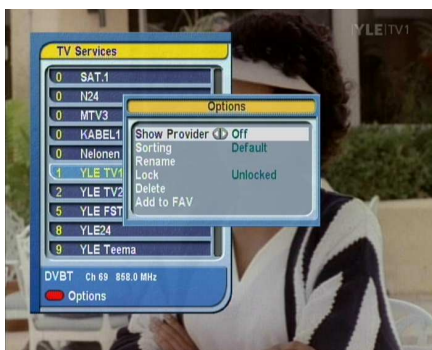 YLE TV1
TV Services
0 SAT.1
0 N24
0 MTV3
0 KABEL1
0 Nelonen
1 YLE TV1
2 YLE TV2
5 YLE FST
8 YLE24
9 YLE Teema
DVBT Ch 69 858.0 MHz
Options
Options
Show Provider Off
Sorting Default
Rename
Lock Unlocked
Delete
Add to FAV